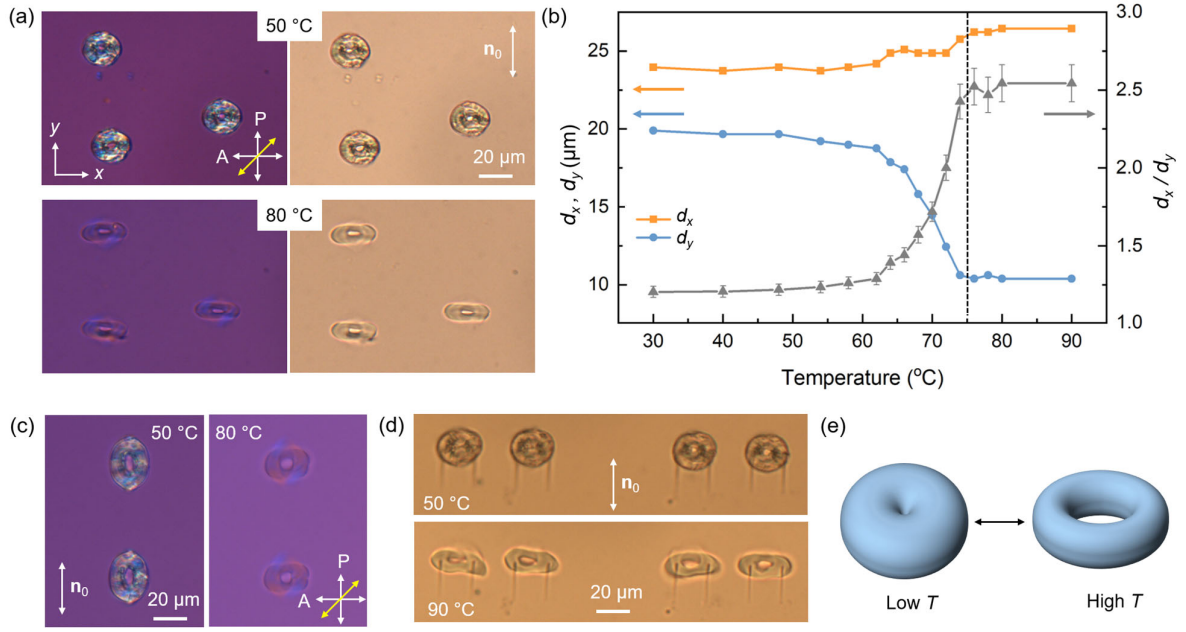 (a)
50 °C
n₀
y
x
P
A
20 µm
80 °C
(b)
25
20
15
10
dx, dy (µm)
dx
dy
3.0
2.5
2.0
1.5
1.0
dx / dy
30 40 50 60 70 80 90
Temperature (°C)
(c)
50 °C
80 °C
n₀
20 µm
P
A
(d)
n₀
50 °C
90 °C
20 µm
(e)
Low T
High T